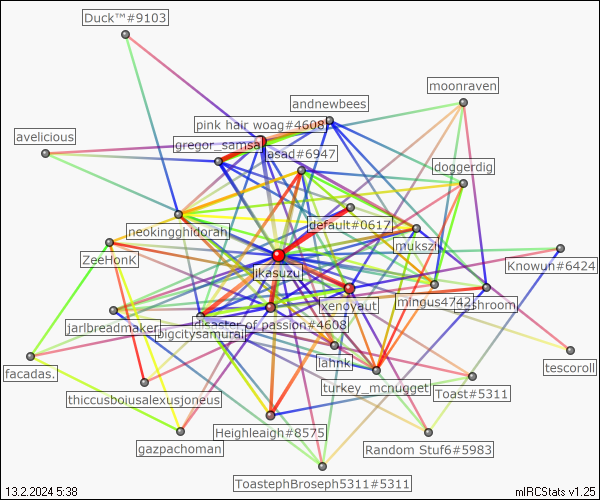 Duck™#9103
moonraven
andnewbees
pink hair woag#4608
avelicious
gregor_samsa
asad#6947
doggerdig
default#0617
neokingghidorah
mukszi
ZeeHonK
Knowun#6424
jkasuzu
xenoyaut
mingus4742
shroom
jarlbreadmaker
disaster of passion#4608
bigcitysamurai
lahnk
tescoroll
facadas.
turkey_mcnugget
Toast#5311
thiccusboiusalexusjoneus
Heighleaigh#8575
gazpachoman
Random Stuf6#5983
ToastephBroseph5311#5311
13.2.2024 5:38
mIRCStats v1.25